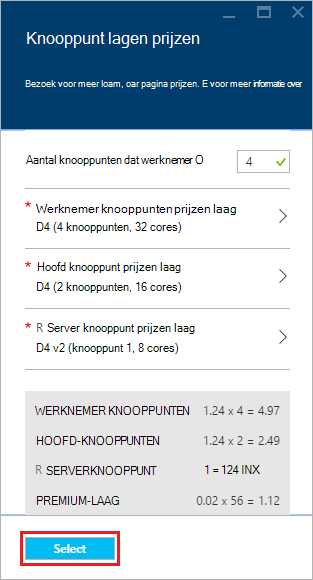 Knooppunt lagen prijzen
Bezoek voor meer loam, oar pagina prijzen. E voor meer informatie over
Aantal knooppunten dat werknemer O
4
* Werknemer knooppunten prijzen laag
D4 (4 knooppunten, 32 cores)
* Hoofd knooppunt prijzen laag
D4 (2 knooppunten, 16 cores)
* R Server knooppunt prijzen laag
D4 v2 (knooppunt 1, 8 cores)
WERKNEMER KNOOPPUNTEN 1.24 x 4 = 4.97
HOOFD-KNOOPPUNTEN 1.24 x 2 = 2.49
R SERVERKNOOPPUNT 1 = 124 INX
PREMIUM-LAAG 0.02 x 56 = 1.12
Select